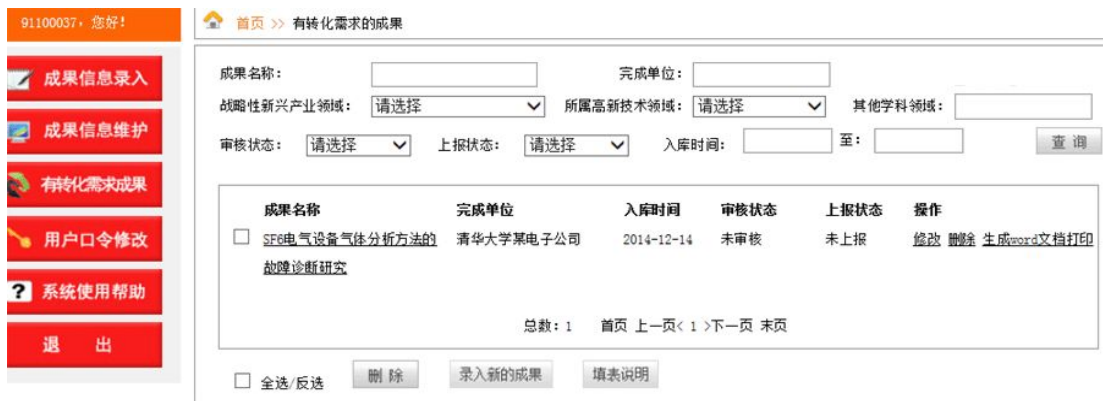 91100037，您好！
首页 >> 有转化需求的成果
成果信息录入
成果信息维护
有转化需求成果
用户口令修改
系统使用帮助
退 出
成果名称： 完成单位：
战略性新兴产业领域： 请选择 所属高新技术领域： 请选择 其他学科领域：
审核状态： 请选择 上报状态： 请选择 入库时间： 至： 查 询
成果名称 完成单位 入库时间 审核状态 上报状态 操作
SF6电气设备气体分析方法的 清华大学某电子公司 2014-12-14 未审核 未上报 修改 删除 生成word文档打印
故障诊断研究
总数：1 首页 上一页< 1 >下一页 末页
全选/反选 删 除 录入新的成果 填表说明